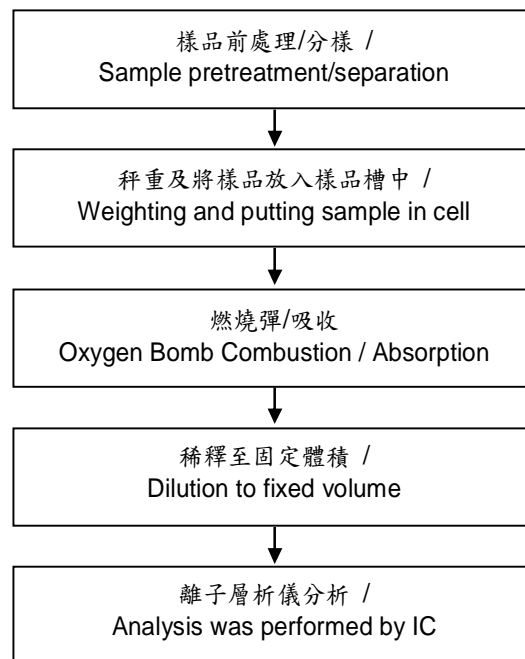 樣品前處理/分樣 /
Sample pretreatment/separation
秤重及將樣品放入樣品槽中 /
Weighting and putting sample in cell
燃燒彈/吸收
Oxygen Bomb Combustion / Absorption
稀釋至固定體積 /
Dilution to fixed volume
離子層析儀分析 /
Analysis was performed by IC